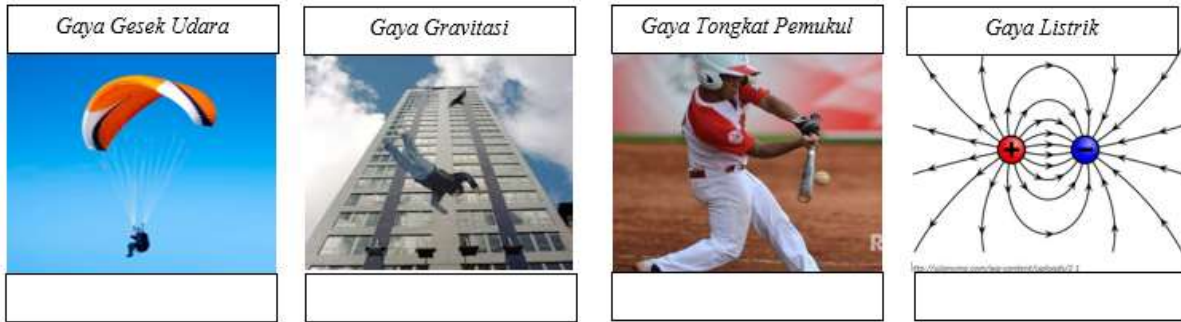 Gaya Gesek Udara
Gaya Gravitasi
Gaya Tongkat Pemukul
Gaya Listrik
R
+
−